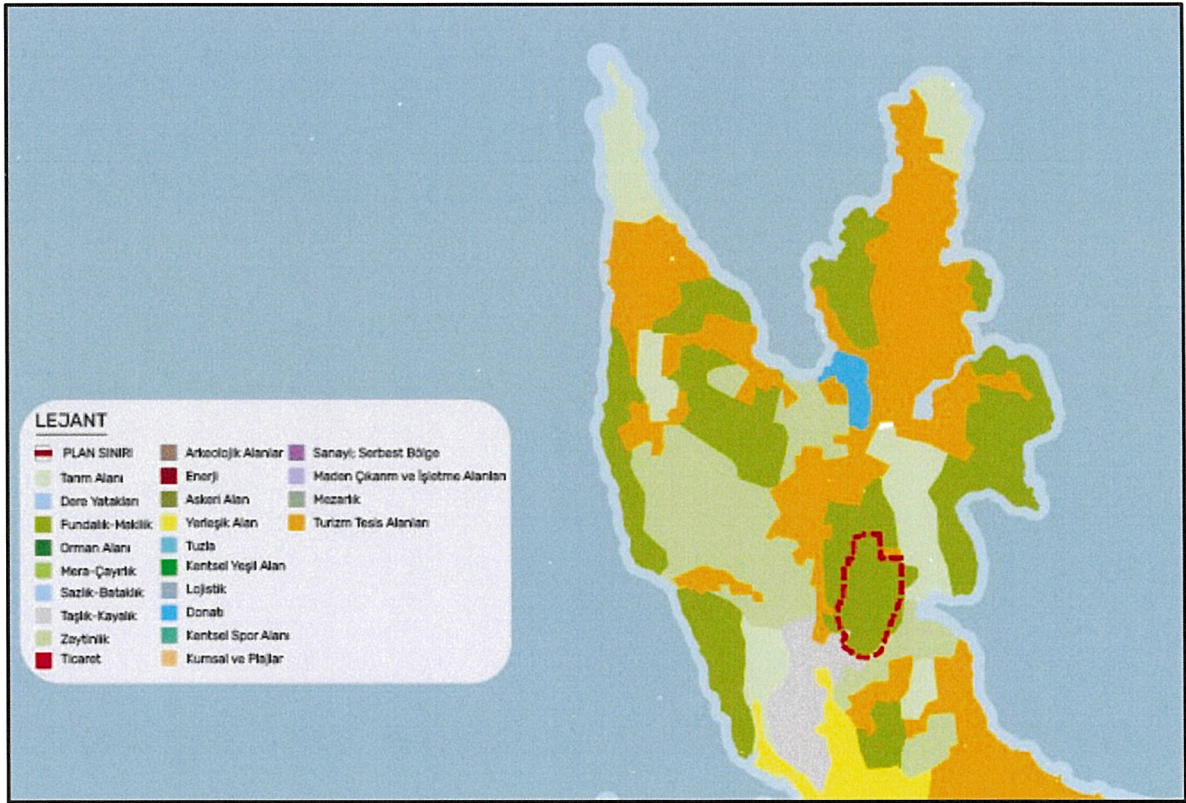 LEJANT
PLAN SINIRI
Tarım Alanı
Dere Yatakları
Fundalık-Makilik
Orman Alanı
Mera-Çayırlık
Sazlık-Bataklık
Taşlık-Kayalık
Zeytinlik
Ticaret
Arkeolojik Alanlar
Enerji
Askeri Alan
Yerleşik Alan
Tuzla
Kentsel Yeşil Alan
Lojistik
Donatı
Kentsel Spor Alanı
Kumsal ve Plajlar
Sanayi; Serbest Bölge
Maden Çıkarım ve İşletme Alanları
Mezarlık
Turizm Tesis Alanları